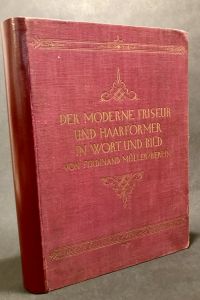 DER MODERNE FRISEUR
UND HAARFORMER
IN WORT UND BILD
VON FERDINAND MÜLLER/BERLIN